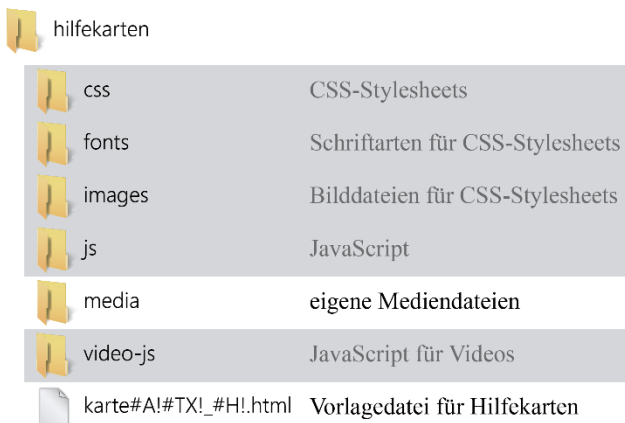 hilfekarten
css CSS-Stylesheets
fonts Schriftarten für CSS-Stylesheets
images Bilddateien für CSS-Stylesheets
js JavaScript
media eigene Mediendateien
video-js JavaScript für Videos
karte#A!#TX!_#H!.html Vorlagedatei für Hilfekarten